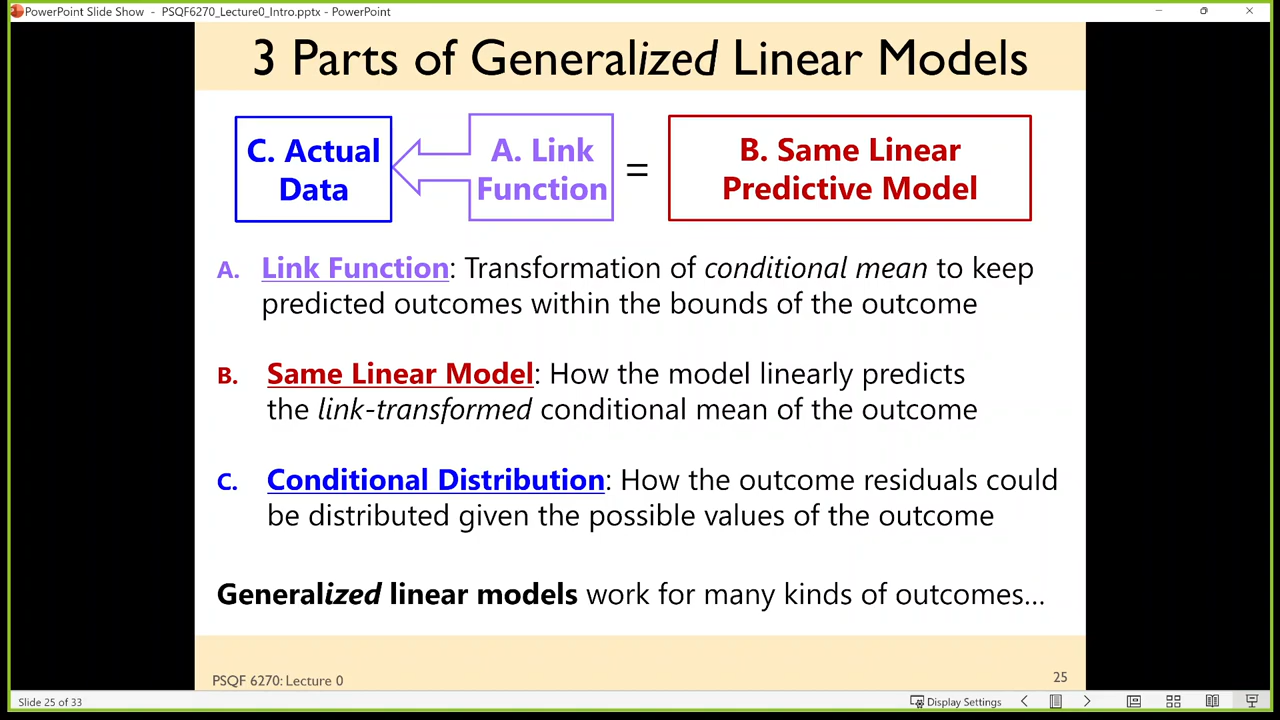 PowerPoint Slide Show - PSQF6270_Lecture0_Intro.pptx - PowerPoint
3 Parts of Generalized Linear Models
C. Actual
Data
A. Link
Function
=
B. Same Linear
Predictive Model
A. Link Function: Transformation of conditional mean to keep
predicted outcomes within the bounds of the outcome
B. Same Linear Model: How the model linearly predicts
the link-transformed conditional mean of the outcome
C. Conditional Distribution: How the outcome residuals could
be distributed given the possible values of the outcome
Generalized linear models work for many kinds of outcomes…
PSQF 6270: Lecture 0
25
Slide 25 of 33
Display Settings